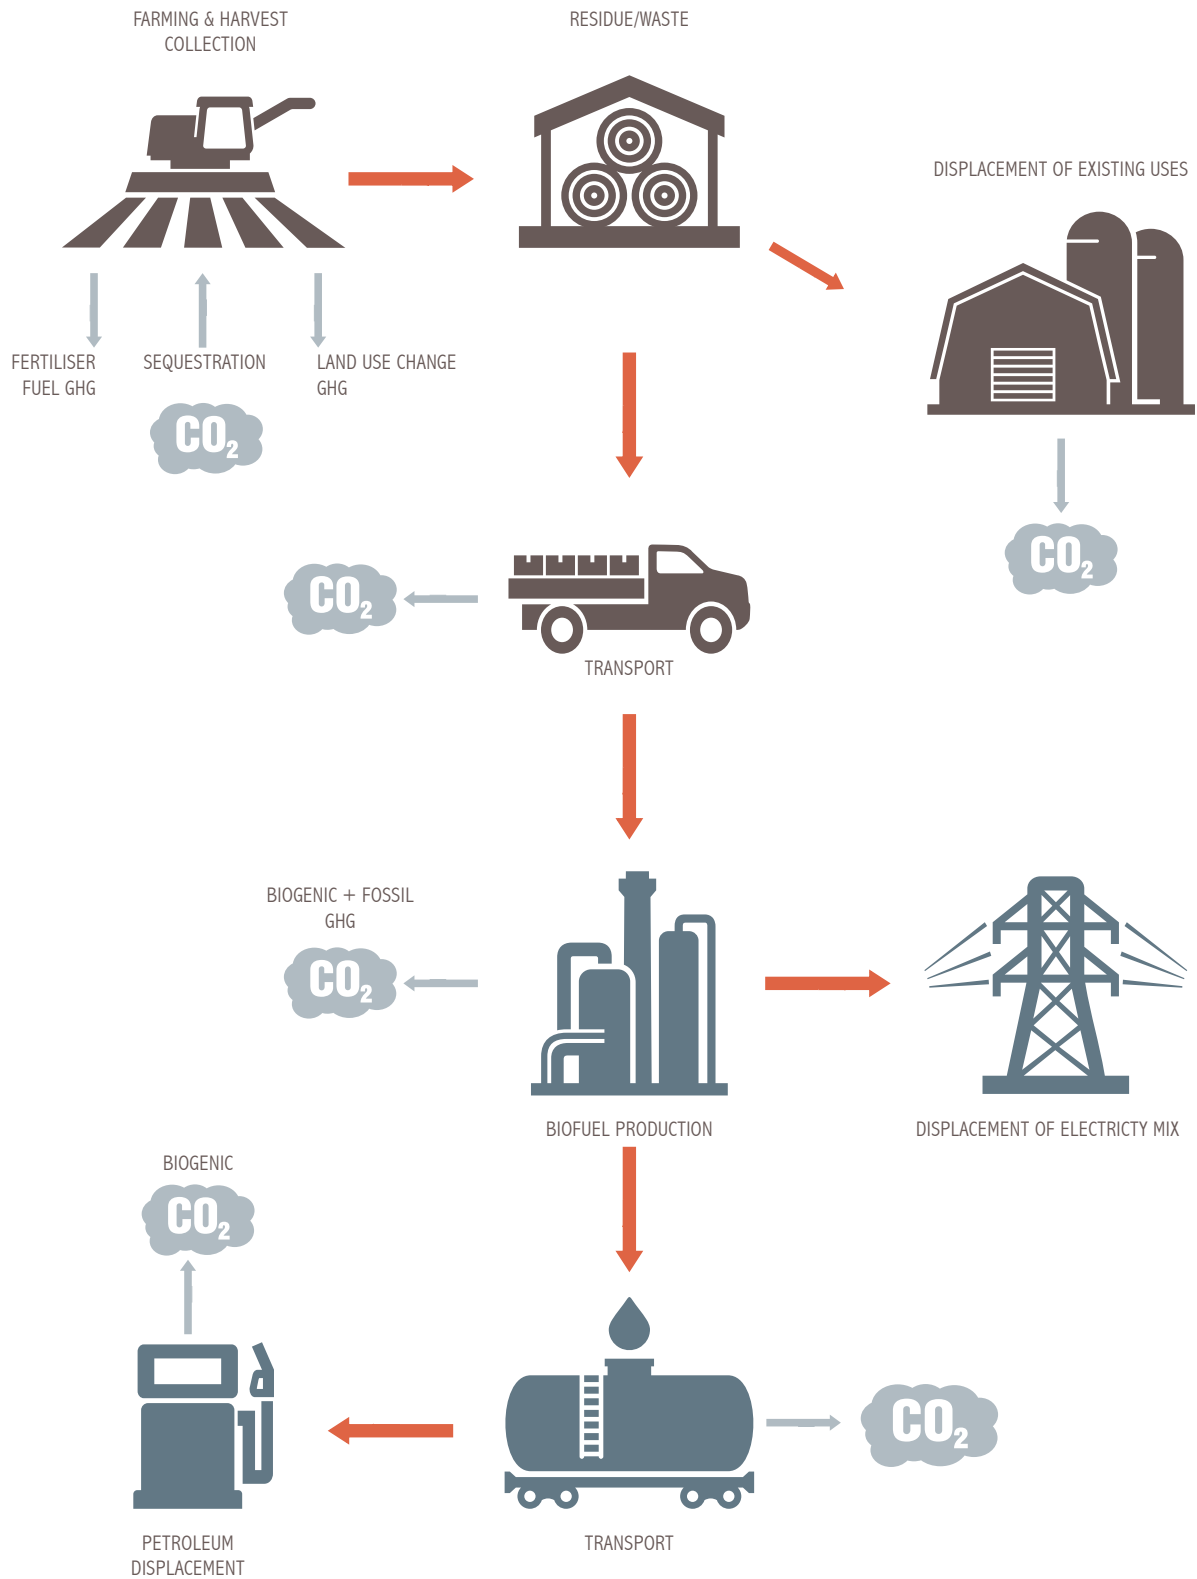 FARMING & HARVEST
COLLECTION
RESIDUE/WASTE
DISPLACEMENT OF EXISTING USES
FERTILISER
FUEL GHG
SEQUESTRATION
LAND USE CHANGE
GHG
CO₂
CO₂
CO₂
TRANSPORT
BIOGENIC + FOSSIL
GHG
CO₂
BIOFUEL PRODUCTION
DISPLACEMENT OF ELECTRICTY MIX
BIOGENIC
CO₂
CO₂
PETROLEUM
DISPLACEMENT
TRANSPORT